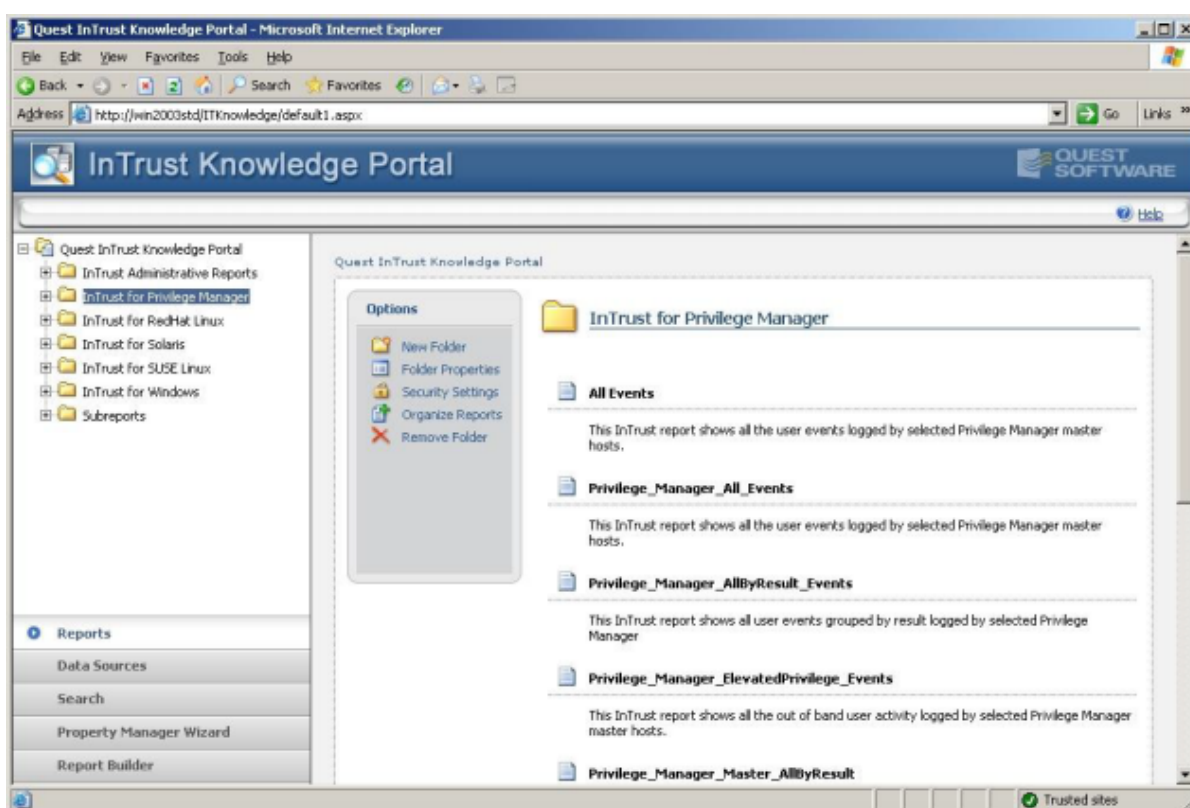 Quest InTrust Knowledge Portal - Microsoft Internet Explorer
File Edit View Favorites Tools Help
Back Search Favorites
Address http://win2003std/ITKnowledge/default1.aspx Go Links »
InTrust Knowledge Portal
QUEST
SOFTWARE
Help
Quest InTrust Knowledge Portal
InTrust Administrative Reports
InTrust for Privilege Manager
InTrust for RedHat Linux
InTrust for Solaris
InTrust for SUSE Linux
InTrust for Windows
Subreports
Reports
Data Sources
Search
Property Manager Wizard
Report Builder
Quest InTrust Knowledge Portal
Options
New Folder
Folder Properties
Security Settings
Organize Reports
Remove Folder
InTrust for Privilege Manager
All Events
This InTrust report shows all the user events logged by selected Privilege Manager master
hosts.
Privilege_Manager_All_Events
This InTrust report shows all the user events logged by selected Privilege Manager master
hosts.
Privilege_Manager_AllByResult_Events
This InTrust report shows all user events grouped by result logged by selected Privilege
Manager
Privilege_Manager_ElevatedPrivilege_Events
This InTrust report shows all the out of band user activity logged by selected Privilege Manager
master hosts.
Privilege_Manager_Master_AllByResult
Trusted sites